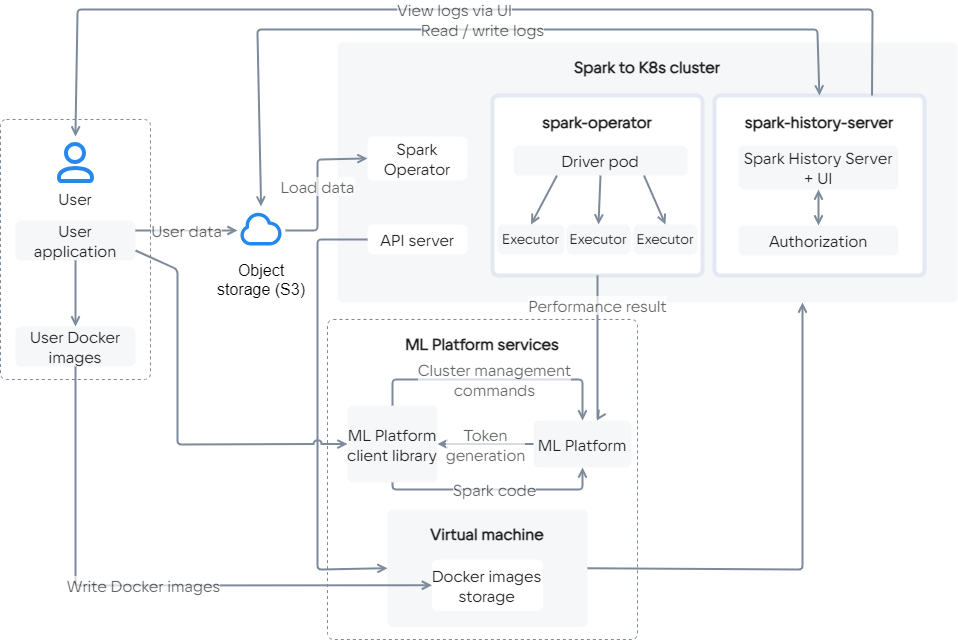 View logs via UI
Read / write logs
Spark to K8s cluster
spark-operator
spark-history-server
Spark
Operator
Driver pod
Spark History Server
+ UI
Load data
User
User
application
User data
API server
Executor
Executor
Executor
Authorization
Object
storage (S3)
Performance result
User Docker
images
ML Platform services
Cluster management
commands
ML Platform
client library
Token
generation
ML Platform
Spark code
Virtual machine
Write Docker images
Docker images
storage